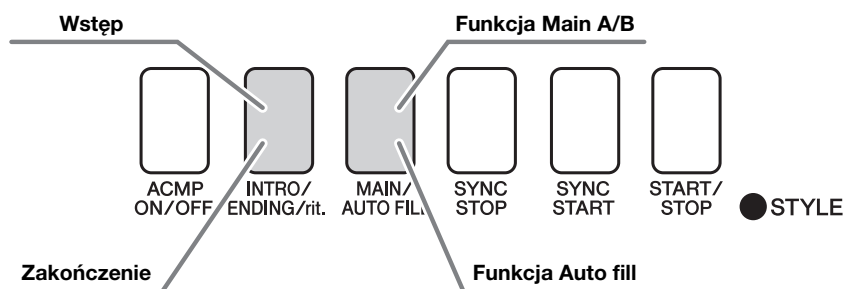 Wstęp
Funkcja Main A/B
ACMP
ON/OFF
INTRO/
ENDING/rit.
MAIN/
AUTO FILL
SYNC
STOP
SYNC
START
START/
STOP
STYLE
Zakończenie
Funkcja Auto fill